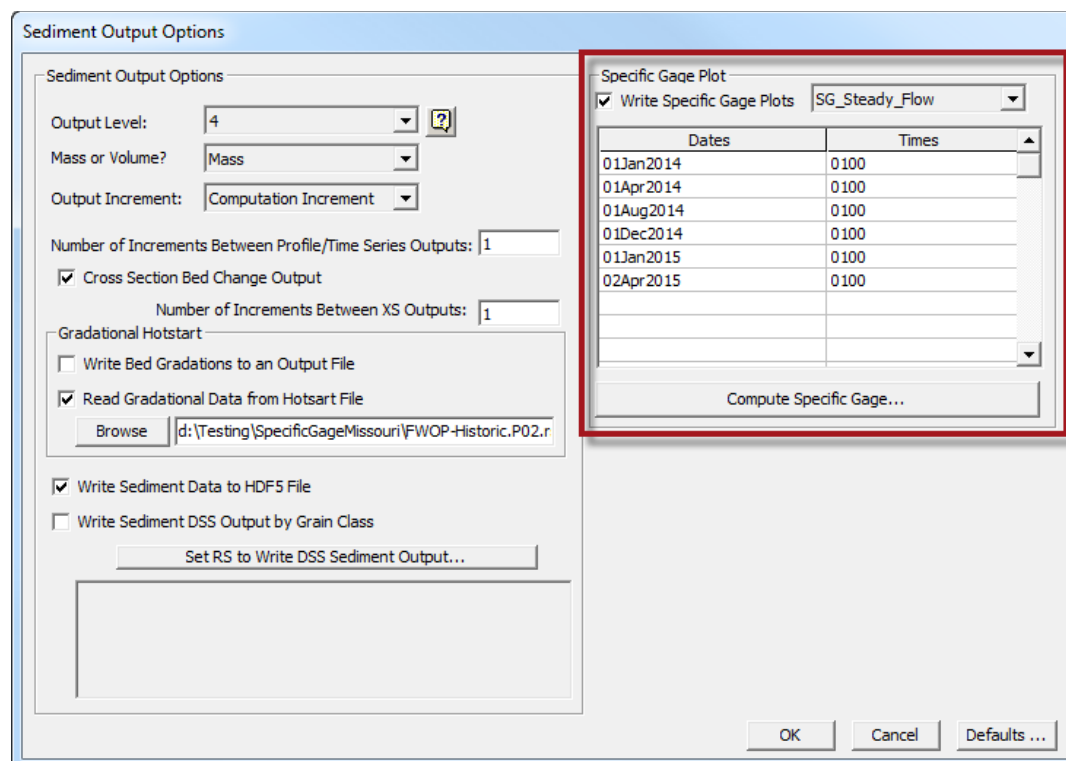 Sediment Output Options
Sediment Output Options
Output Level:
4
?
Mass or Volume?
Mass
Output Increment:
Computation Increment
Number of Increments Between Profile/Time Series Outputs:
1
Cross Section Bed Change Output
Number of Increments Between XS Outputs:
1
Gradational Hotstart
Write Bed Gradations to an Output File
Read Gradational Data from Hotsart File
Browse
d:\Testing\SpecificGageMissouri\FWOP-Historic.P02.r
Write Sediment Data to HDF5 File
Write Sediment DSS Output by Grain Class
Set RS to Write DSS Sediment Output...
Specific Gage Plot
Write Specific Gage Plots
SG_Steady_Flow
Dates Times
01Jan2014 0100
01Apr2014 0100
01Aug2014 0100
01Dec2014 0100
01Jan2015 0100
02Apr2015 0100
Compute Specific Gage...
OK Cancel Defaults ...